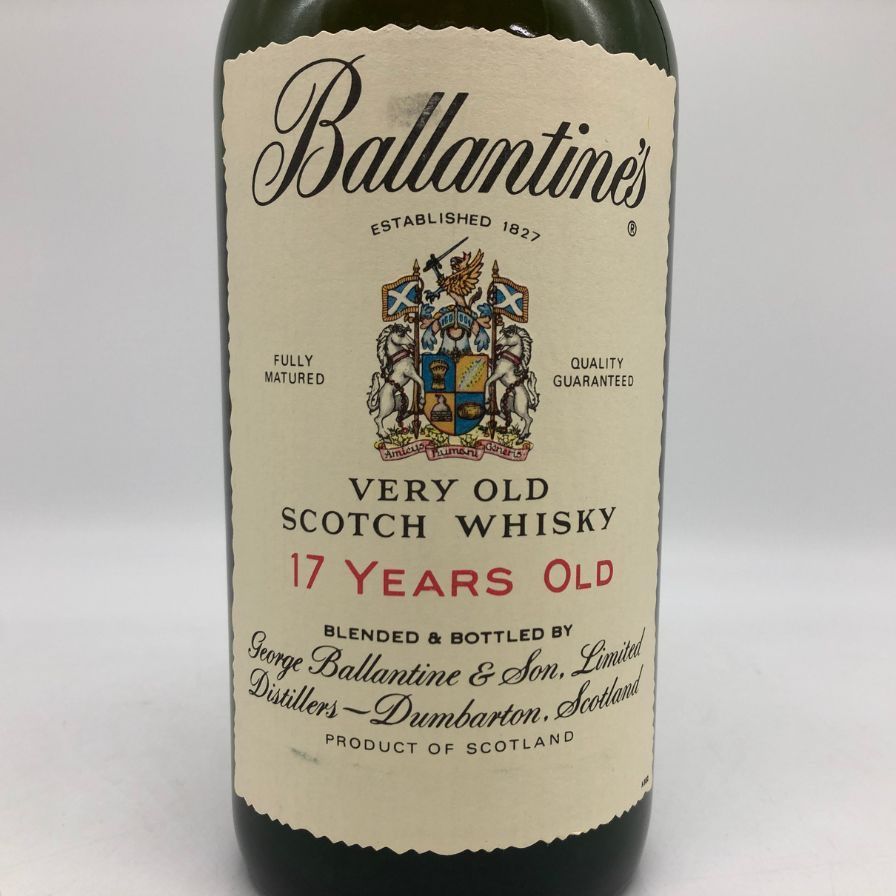 Ballantine's
®
ESTABLISHED 1827
FULLY
MATURED
QUALITY
GUARANTEED
Amicus Humani Generis
VERY OLD
SCOTCH WHISKY
17 YEARS OLD
BLENDED & BOTTLED BY
George Ballantine & Son, Limited
Distillers – Dumbarton, Scotland
PRODUCT OF SCOTLAND